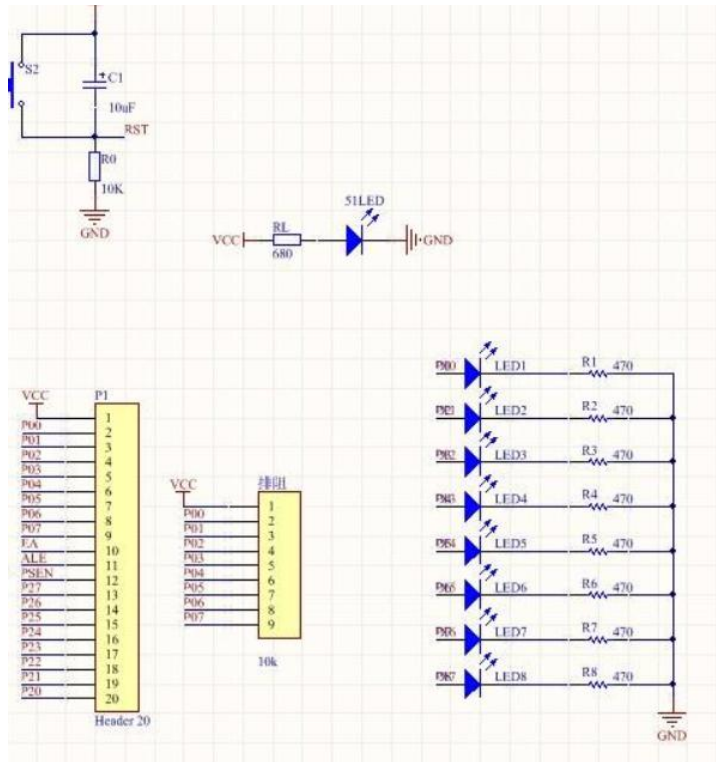 S2
C1
10uF
RST
R0
10K
GND
51LED
VCC
RL
680
GND
LED1
R1
470
LED2
R2
470
LED3
R3
470
LED4
R4
470
LED5
R5
470
LED6
R6
470
LED7
R7
470
LED8
R8
470
GND
VCC
P1
P00
P01
P02
P03
P04
P05
P06
P07
EA
ALE
PSEN
P27
P26
P25
P24
P23
P22
P21
P20
1
2
3
4
5
6
7
8
9
10
11
12
13
14
15
16
17
18
19
20
Header 20
VCC
排阻
P00
P01
P02
P03
P04
P05
P06
P07
1
2
3
4
5
6
7
8
9
10k